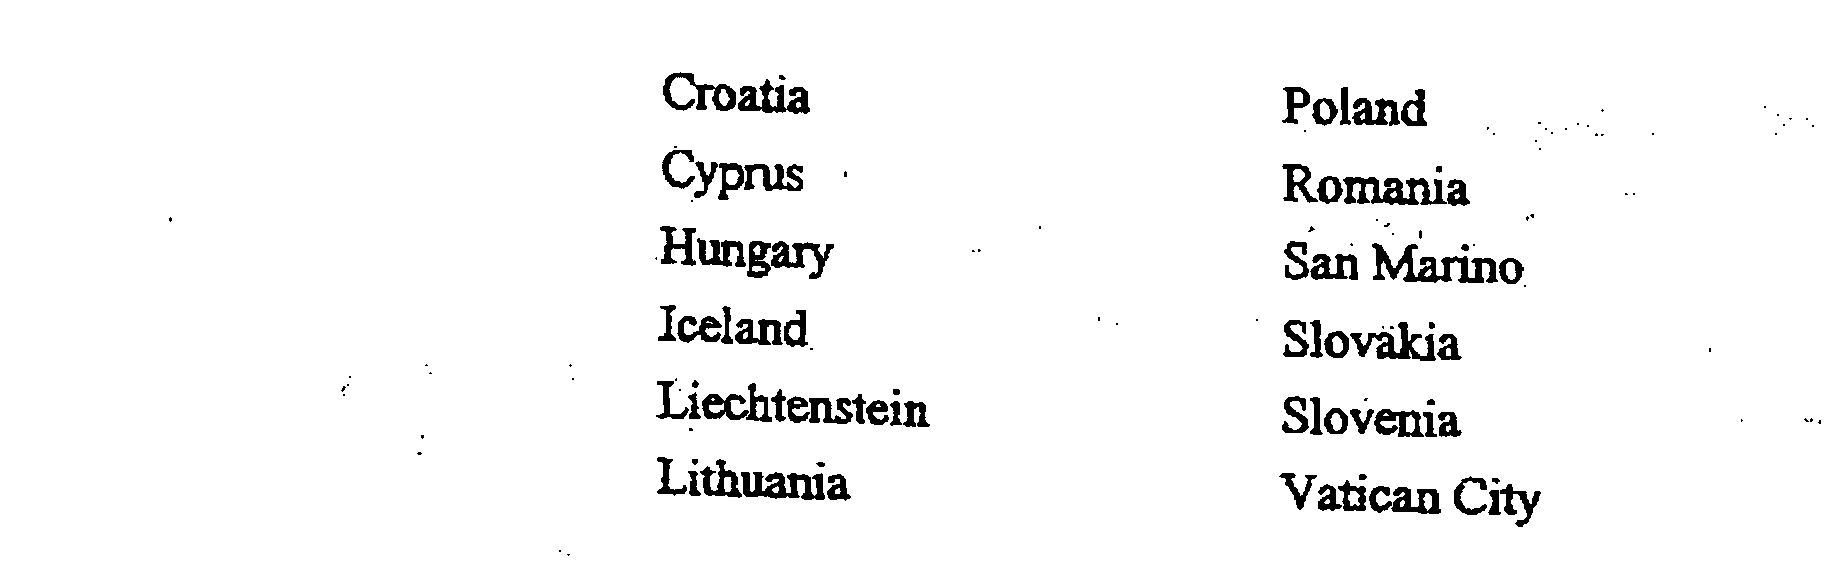 Croatia
Cyprus
Hungary
Iceland
Liechtenstein
Lithuania
Poland
Romania
San Marino
Slovakia
Slovenia
Vatican City